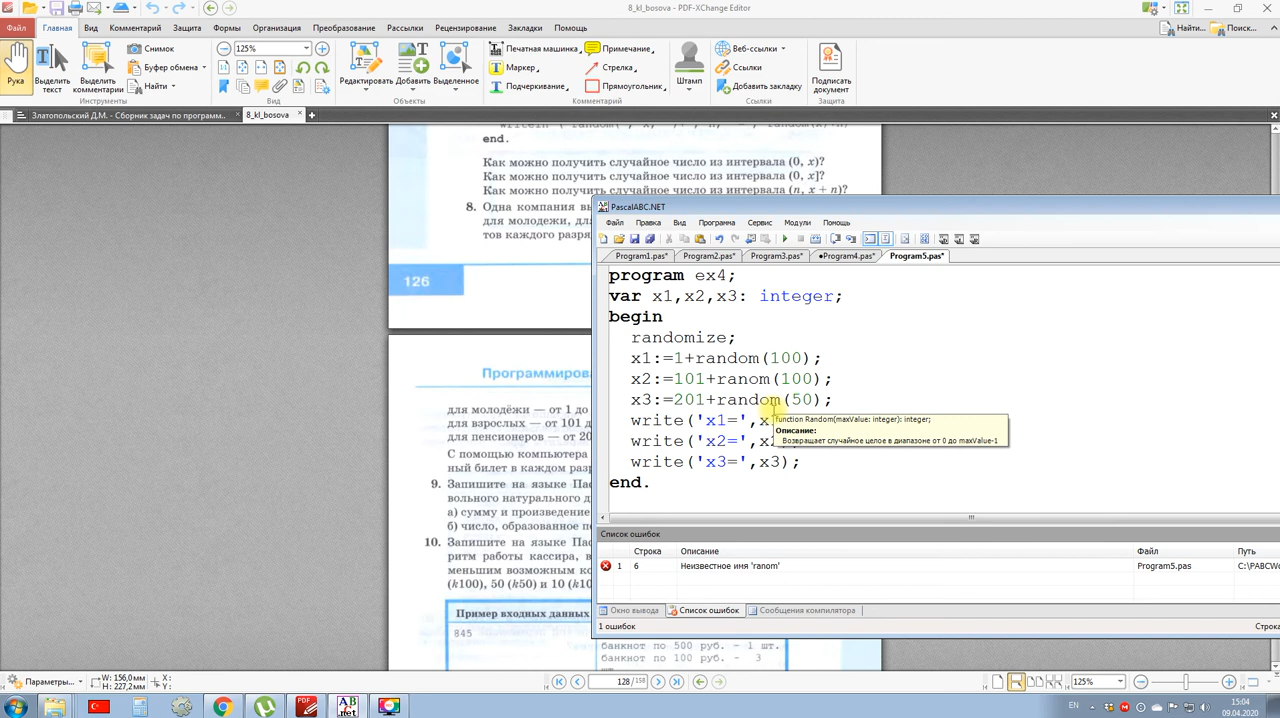 8_kl_bosova - PDF-XChange Editor
Файл
Главная
Вид
Комментарий
Защита
Форма
Организация
Преобразование
Рассылки
Рецензирование
Закладки
Помощь
Найти...
Поиск...
Рука
Выделить текст
Выделить комментарии
Снимок
Буфер обмена
Найти
Инструменты
125%
Вид
Редактировать
Добавить
Выделенное
Объекты
Печатная машинка
Маркер
Подчеркивание
Примечание
Стрелка
Прямоугольник
Комментарий
Штамп
Веб-ссылки
Ссылки
Добавить закладку
Ссылки
Подписать документ
Защита
Златопольский Д.М. - Сборник задач по программ..
8_kl_bosova
end.
Как можно получить случайное число из интервала (0, x)?
Как можно получить случайное число из интервала (0, x]?
Как можно получить случайное число из интервала (n, x + n)?
8. Одна компания вы
для молодежи, для
тов каждого разря
126
Программиров
для молодёжи — от 1 до
для взрослых — от 101
для пенсионеров — от 20
С помощью компьютера
ный билет в каждом разр
9. Запишите на языке Пас
вольного натурального д
а) сумму и произведение
б) число, образованное пе
10. Запишите на языке Пас
ритм работы кассира, в
меньшим возможным ко
(k100), 50 (k50) и 10 (k10
Пример входных данных
845
банкнот по 500 руб. - 1 шт.
банкнот по 100 руб. - 3
шт.
PascalABC.NET
Файл Правка Вид Программа Сервис Модули Помощь
Program1.pas* Program2.pas* Program3.pas* •Program4.pas* Program5.pas*
program ex4;
var x1,x2,x3: integer;
begin
randomize;
x1:=1+random(100);
x2:=101+ranom(100);
x3:=201+random(50);
write('x1=',x
write('x2=',x2
write('x3=',x3);
end.
function Random(maxValue: integer): integer;
Описание:
Возвращает случайное целое в диапазоне от 0 до maxValue-1
Список ошибок
Строка Описание Файл Путь
1 6 Неизвестное имя 'ranom' Program5.pas C:\PABCWo
Окно вывода Список ошибок Сообщения компилятора
1 ошибок Строка
Параметры...
W: 156,0мм
H: 227,2мм
X:
Y:
128 / 158
125%
EN
15:04
09.04.2020